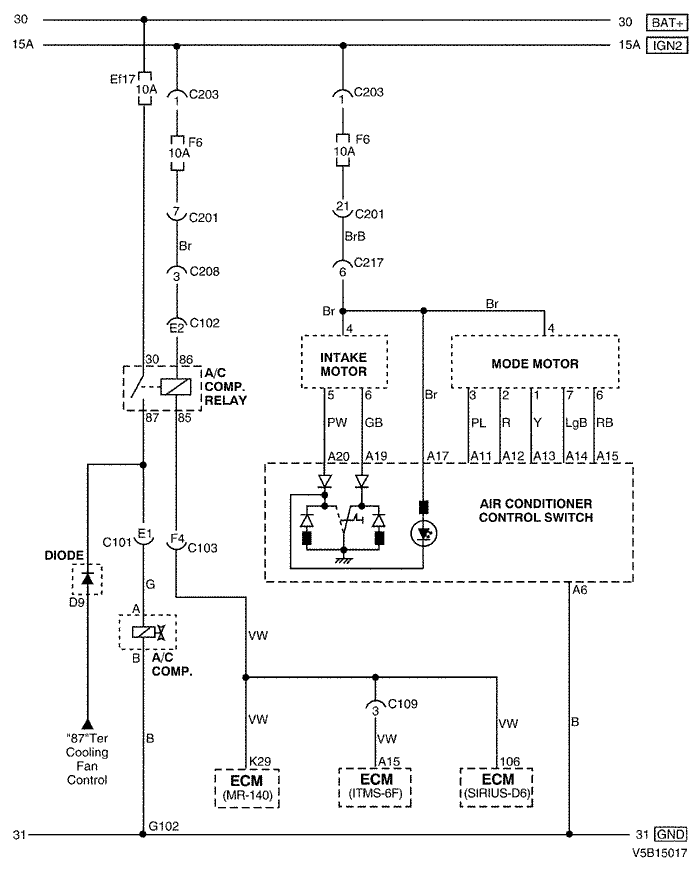 30 30 BAT+
15A 15A IGN2
Ef17 10A
C203 1
C203 1
F6 10A
F6 10A
7 C201
21 C201
Br
BrB
3 C208
C217 6
E2 C102
Br
Br
4
4
30 86
A/C COMP. RELAY
87 85
INTAKE MOTOR
MODE MOTOR
5 6
3 2 1 7 6
PW GB
Br
PL R Y LgB RB
A20 A19 A17 A11 A12 A13 A14 A15
AIR CONDITIONER
CONTROL SWITCH
C101 E1
F4 C103
DIODE
D9
G
A
B
A/C COMP.
A6
VW
C109 3
VW VW VW
B
B
"87"Ter
Cooling
Fan
Control
K29 A15 106
ECM (MR-140)
ECM (ITMS-6F)
ECM (SIRIUS-D6)
G102
31 31 GND
V5B15017